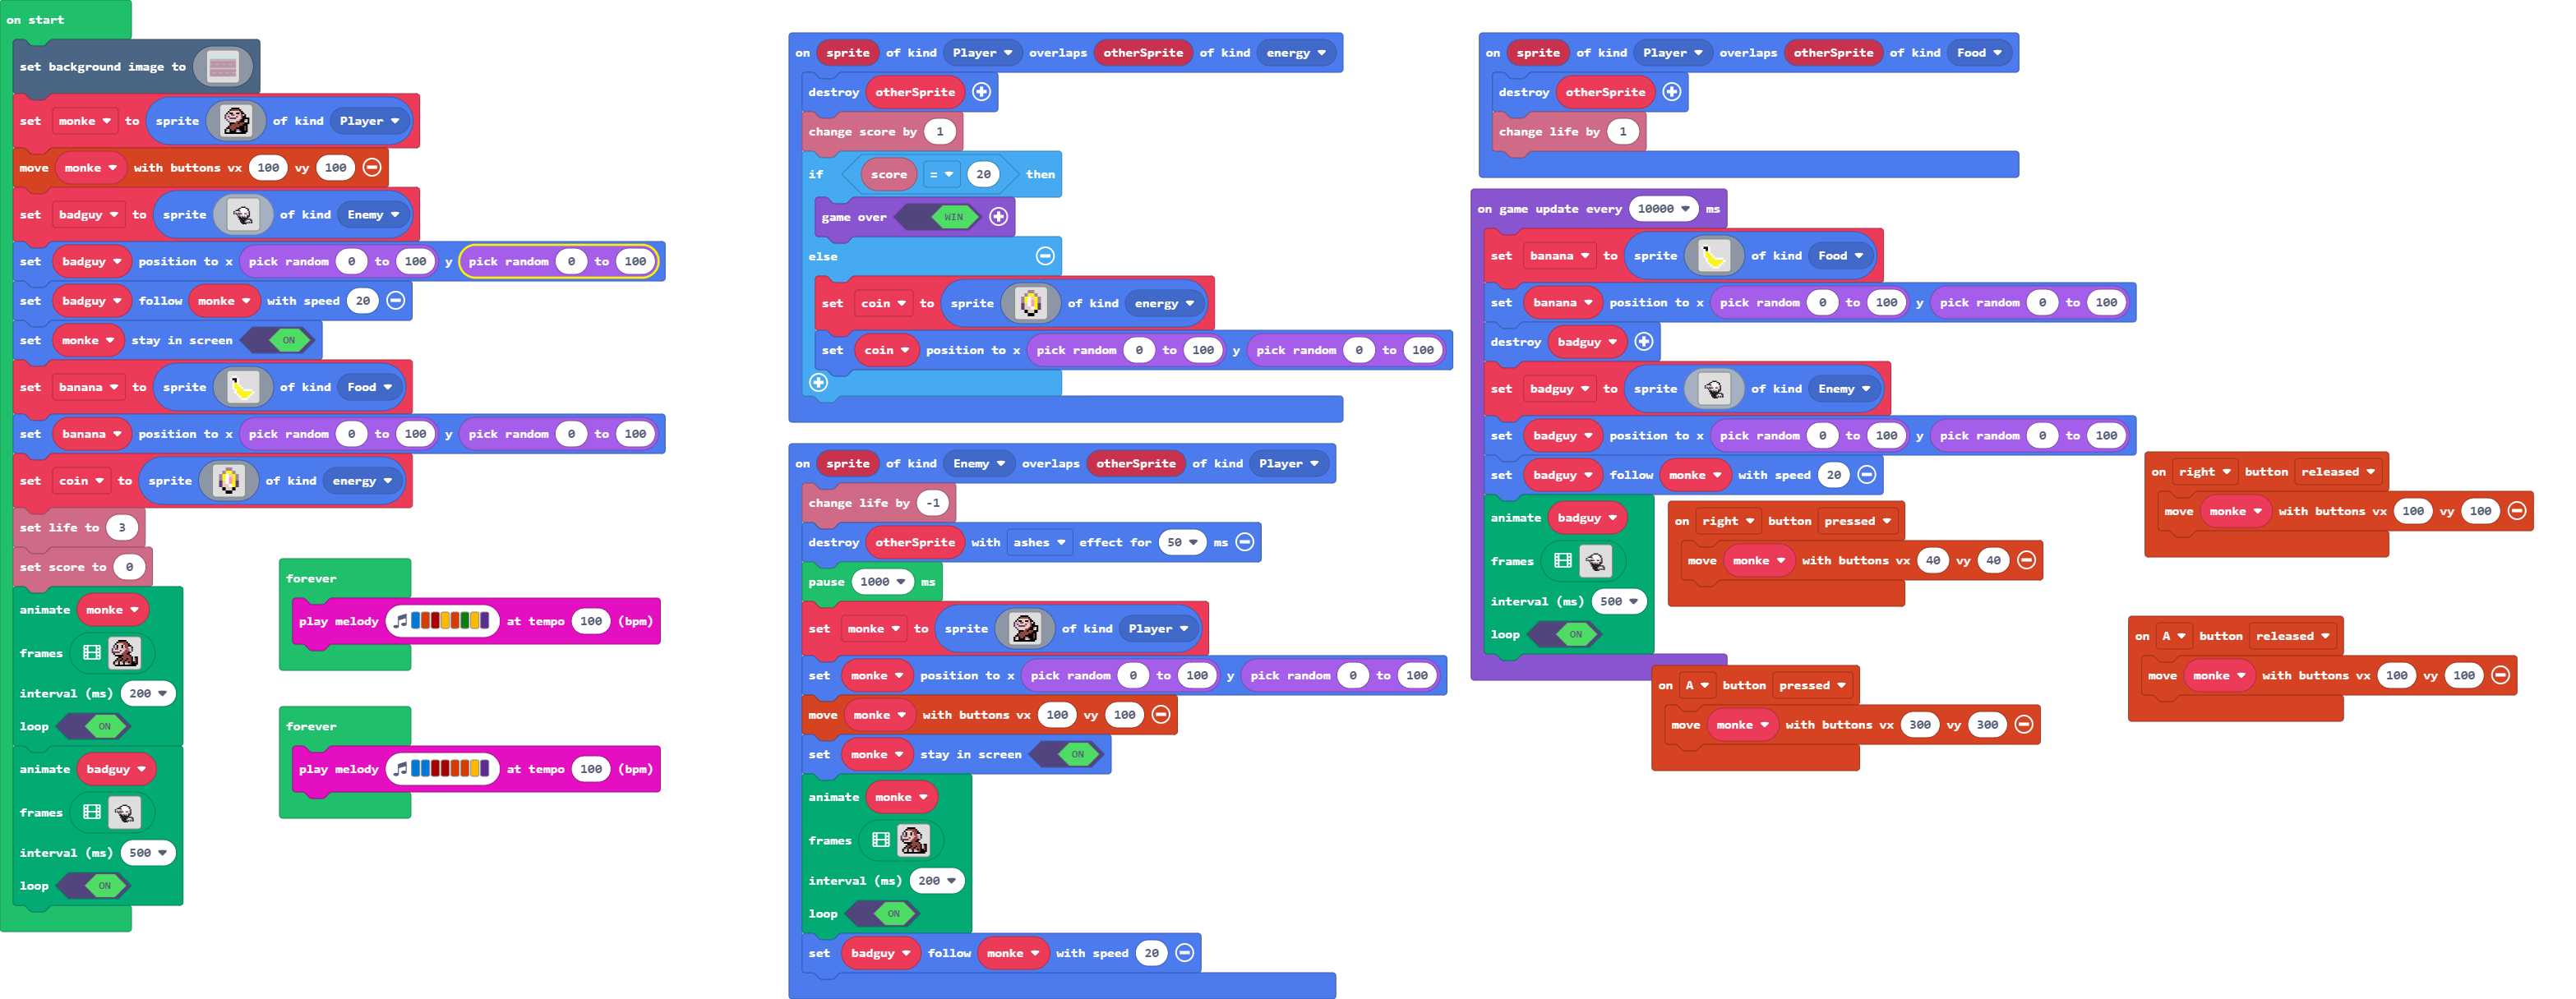 on start
set background image to
set monke to sprite of kind Player
move monke with buttons vx 100 vy 100
set badguy to sprite of kind Enemy
set badguy position to x pick random 0 to 100 y pick random 0 to 100
set badguy follow monke with speed 20
set monke stay in screen ON
set banana to sprite of kind Food
set banana position to x pick random 0 to 100 y pick random 0 to 100
set coin to sprite of kind energy
set life to 3
set score to 0
animate monke
frames
interval (ms) 200
loop ON
animate badguy
frames
interval (ms) 500
loop ON
forever
play melody at tempo 100 (bpm)
forever
play melody at tempo 100 (bpm)
on sprite of kind Player overlaps otherSprite of kind energy
destroy otherSprite
change score by 1
if score = 20 then
game over WIN
else
set coin to sprite of kind energy
set coin position to x pick random 0 to 100 y pick random 0 to 100
on sprite of kind Enemy overlaps otherSprite of kind Player
change life by -1
destroy otherSprite with ashes effect for 50 ms
pause 1000 ms
set monke to sprite of kind Player
set monke position to x pick random 0 to 100 y pick random 0 to 100
move monke with buttons vx 100 vy 100
set monke stay in screen ON
animate monke
frames
interval (ms) 200
loop ON
set badguy follow monke with speed 20
on sprite of kind Player overlaps otherSprite of kind Food
destroy otherSprite
change life by 1
on game update every 10000 ms
set banana to sprite of kind Food
set banana position to x pick random 0 to 100 y pick random 0 to 100
destroy badguy
set badguy to sprite of kind Enemy
set badguy position to x pick random 0 to 100 y pick random 0 to 100
set badguy follow monke with speed 20
animate badguy
frames
interval (ms) 500
loop ON
on right button pressed
move monke with buttons vx 40 vy 40
on A button pressed
move monke with buttons vx 300 vy 300
on right button released
move monke with buttons vx 100 vy 100
on A button released
move monke with buttons vx 100 vy 100